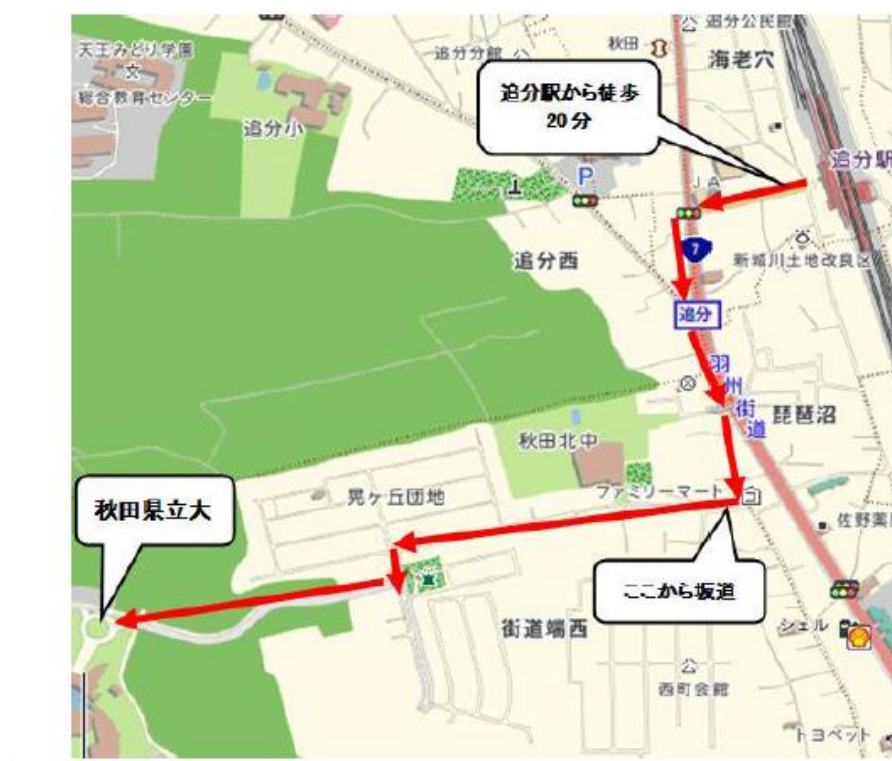 追分公民館
天王みどり学園
文
総合教育センター
追分分館
秋田
海老穴
追分駅から徒歩
20分
追分小
P
JA
追分駅
7
追分西
新城川土地改良区
追分
羽州街道
琵琶沼
秋田北中
ファミリーマート
秋田県立大
晃ヶ丘団地
佐野薬
ここから坂道
街道端西
シェル
西町会館
トヨペット